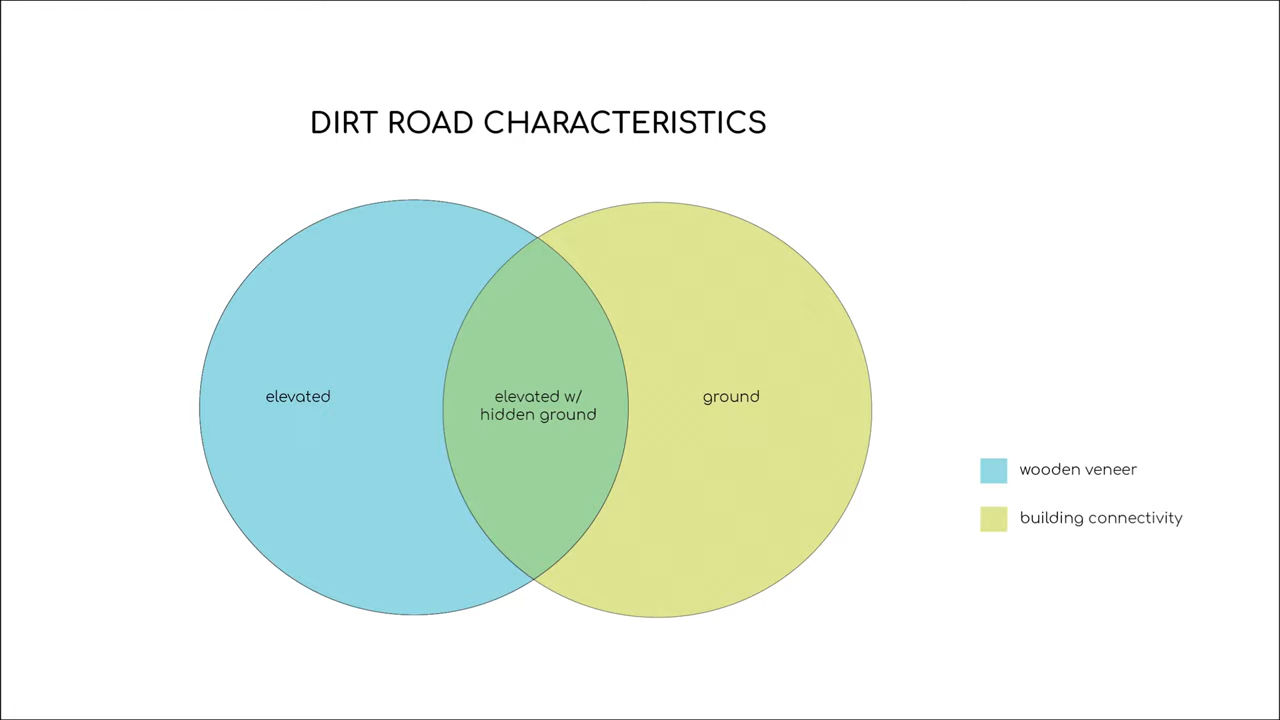 DIRT ROAD CHARACTERISTICS
elevated
elevated w/
hidden ground
ground
wooden veneer
building connectivity